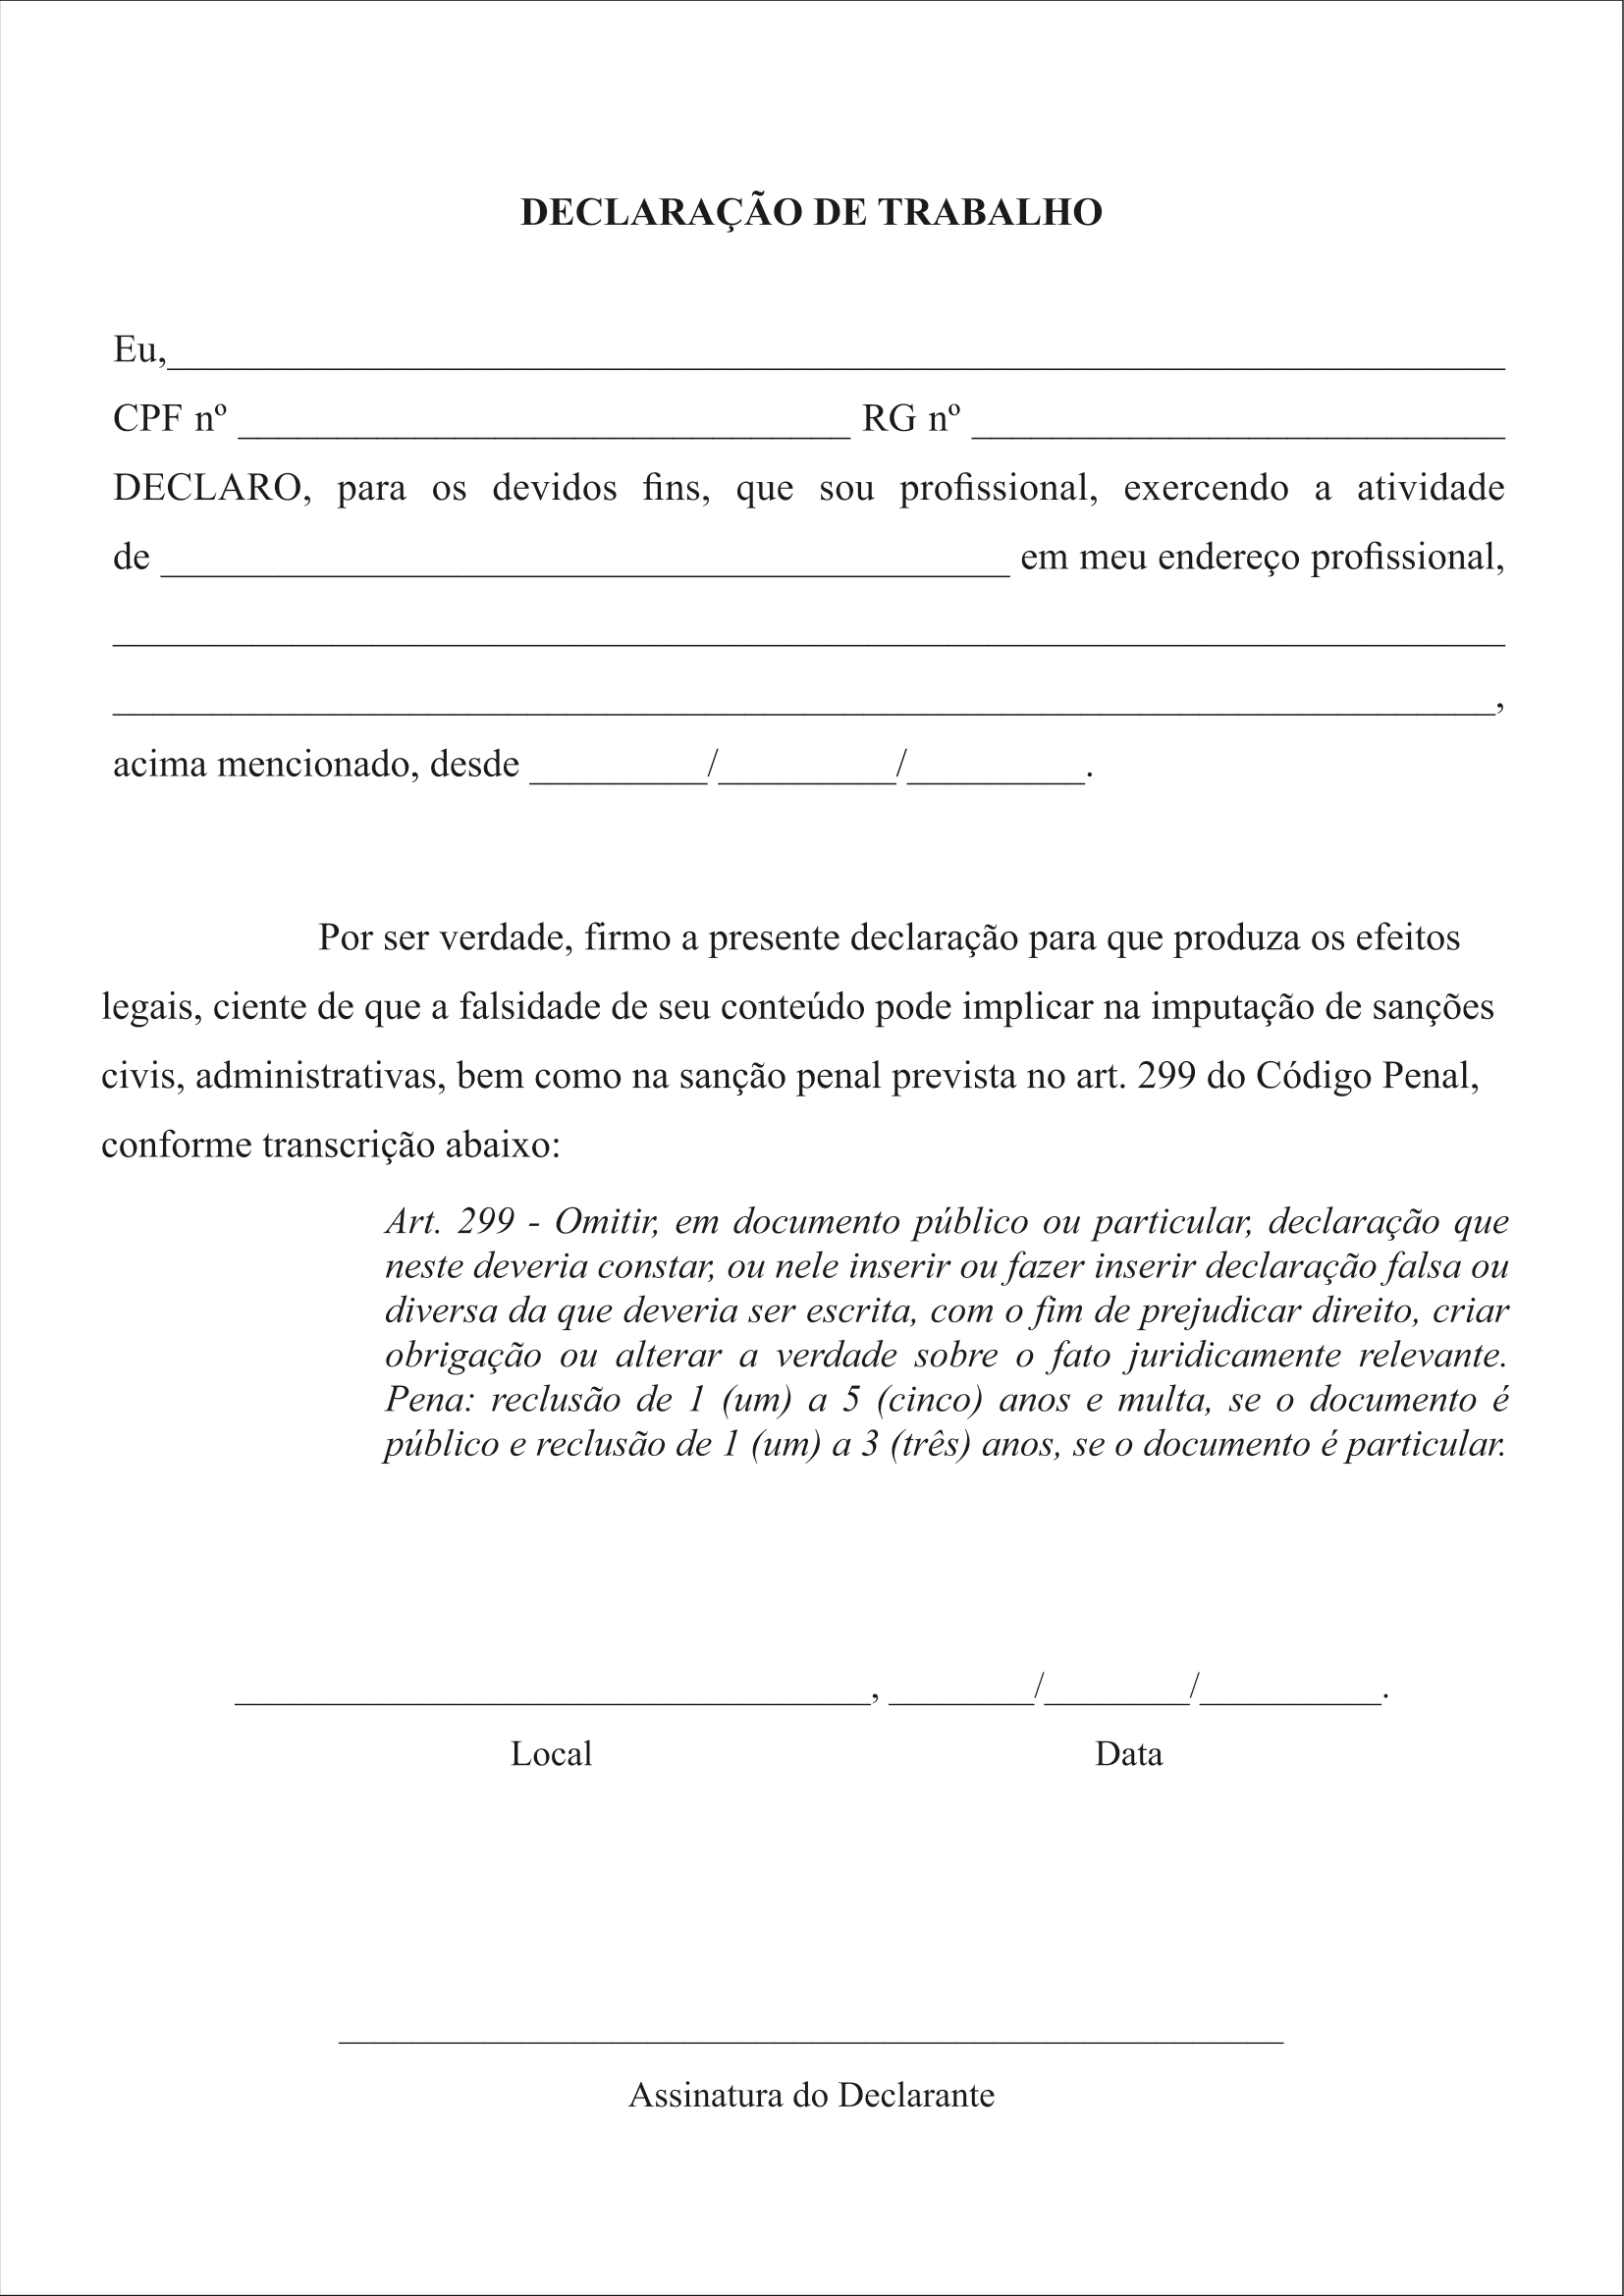 DECLARAÇÃO DE TRABALHO
Eu,____________________________________________________________________
CPF nº _______________________________ RG nº ___________________________
DECLARO, para os devidos fins, que sou profissional, exercendo a atividade
de ___________________________________________ em meu endereço profissional,
_______________________________________________________________________
______________________________________________________________________,
acima mencionado, desde _________/_________/_________.
Por ser verdade, firmo a presente declaração para que produza os efeitos
legais, ciente de que a falsidade de seu conteúdo pode implicar na imputação de sanções
civis, administrativas, bem como na sanção penal prevista no art. 299 do Código Penal,
conforme transcrição abaixo:
Art. 299 - Omitir, em documento público ou particular, declaração que
neste deveria constar, ou nele inserir ou fazer inserir declaração falsa ou
diversa da que deveria ser escrita, com o fim de prejudicar direito, criar
obrigação ou alterar a verdade sobre o fato juridicamente relevante.
Pena: reclusão de 1 (um) a 5 (cinco) anos e multa, se o documento é
público e reclusão de 1 (um) a 3 (três) anos, se o documento é particular.
___________________________________, ________/________/__________.
Local Data
____________________________________________________
Assinatura do Declarante